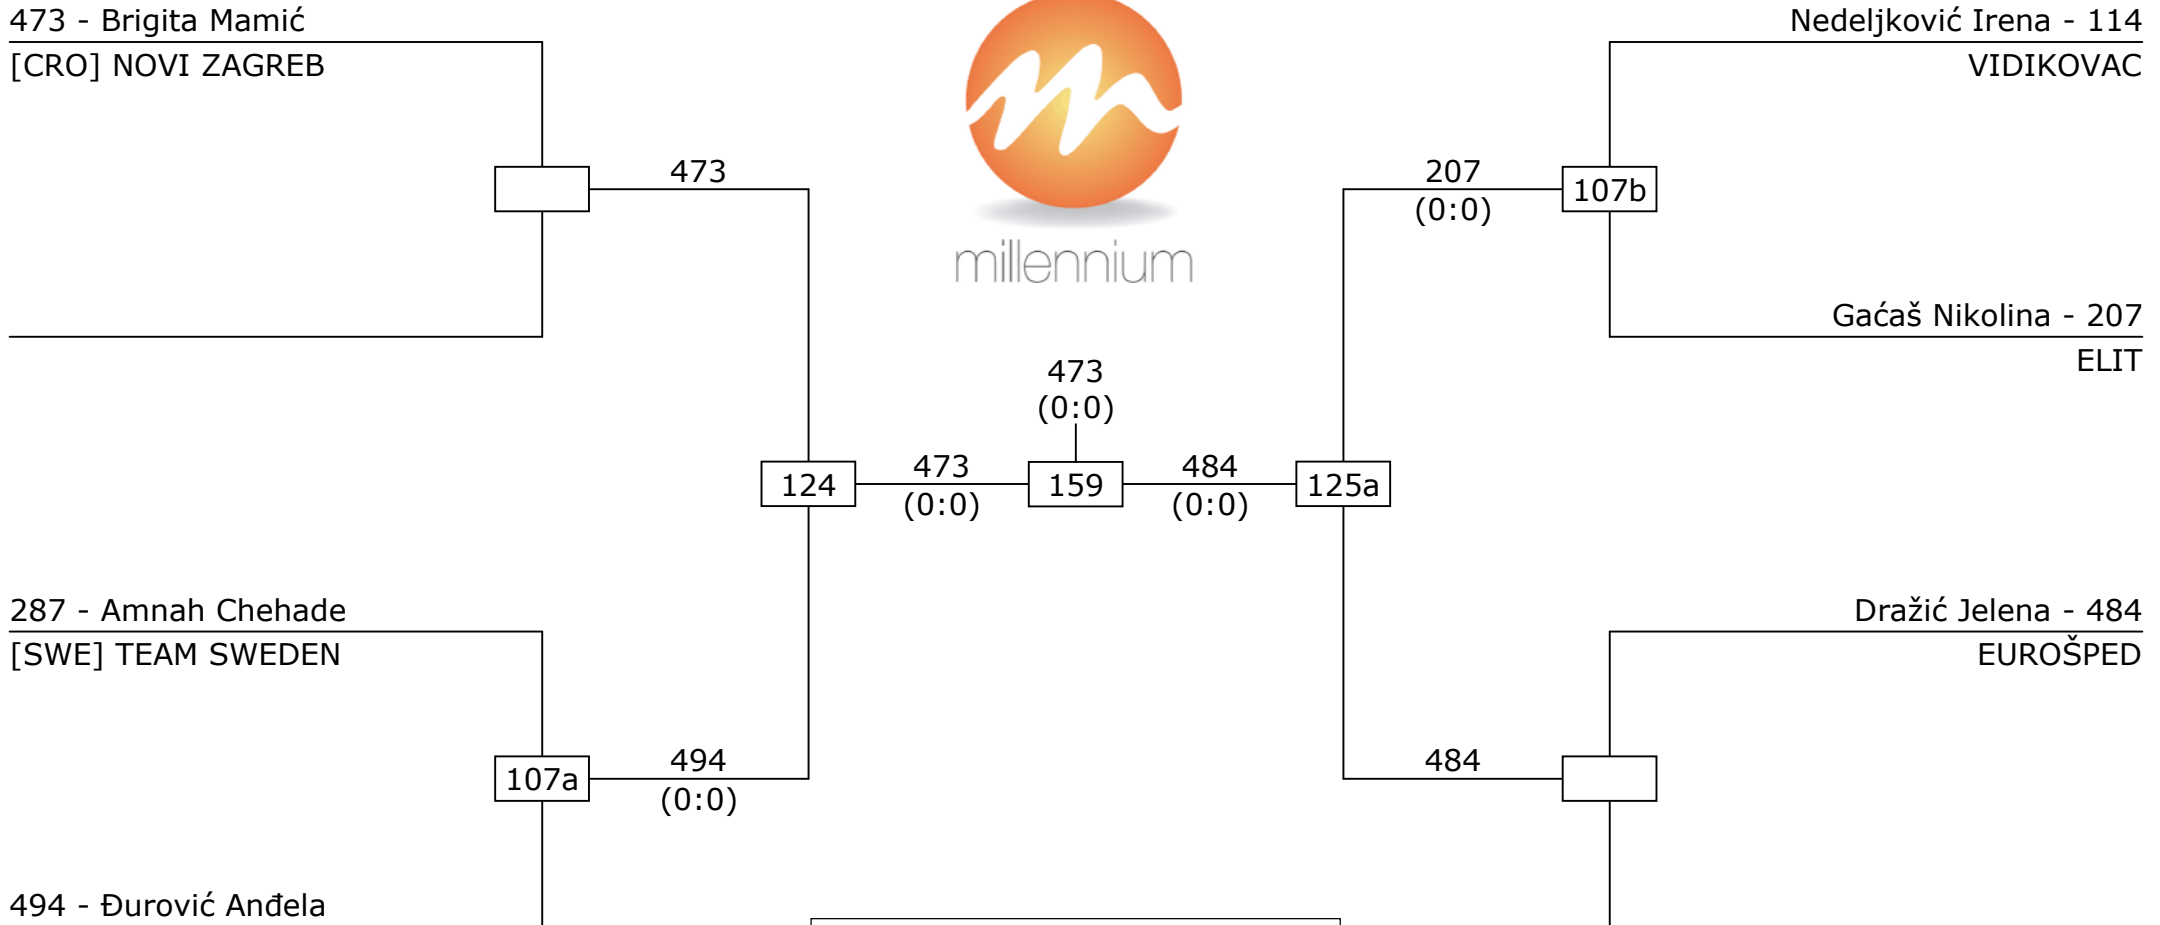 473 - Brigita Mamić
[CRO] NOVI ZAGREB
Nedeljković Irena - 114
VIDIKOVAC
473
millennium
207
(0:0)
107b
Gaćaš Nikolina - 207
ELIT
473
(0:0)
124
473
(0:0)
159
484
(0:0)
125a
287 - Amnah Chehade
[SWE] TEAM SWEDEN
Dražić Jelena - 484
EUROŠPED
107a
494
(0:0)
484
494 - Đurović Anđela